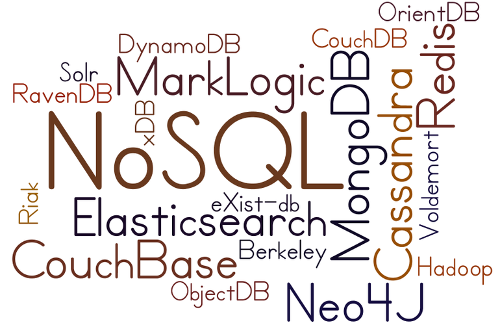 OrientDB
DynamoDB
CouchDB
Solr
MarkLogic
Redis
RavenDB
xDB
MongoDB
Cassandra
NoSQL
Voldemort
Riak
eXist-db
Elasticsearch
Berkeley
CouchBase
Hadoop
ObjectDB
Neo4J